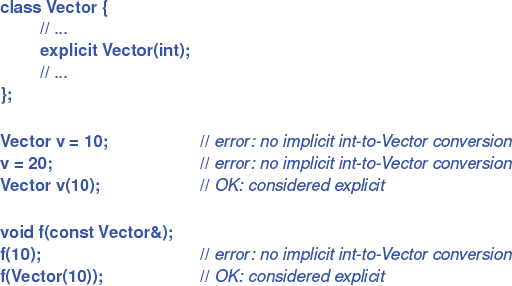 class Vector {
// ...
explicit Vector(int);
// ...
};
Vector v = 10; // error: no implicit int-to-Vector conversion
v = 20; // error: no implicit int-to-Vector conversion
Vector v(10); // OK: considered explicit
void f(const Vector&);
f(10); // error: no implicit int-to-Vector conversion
f(Vector(10)); // OK: considered explicit